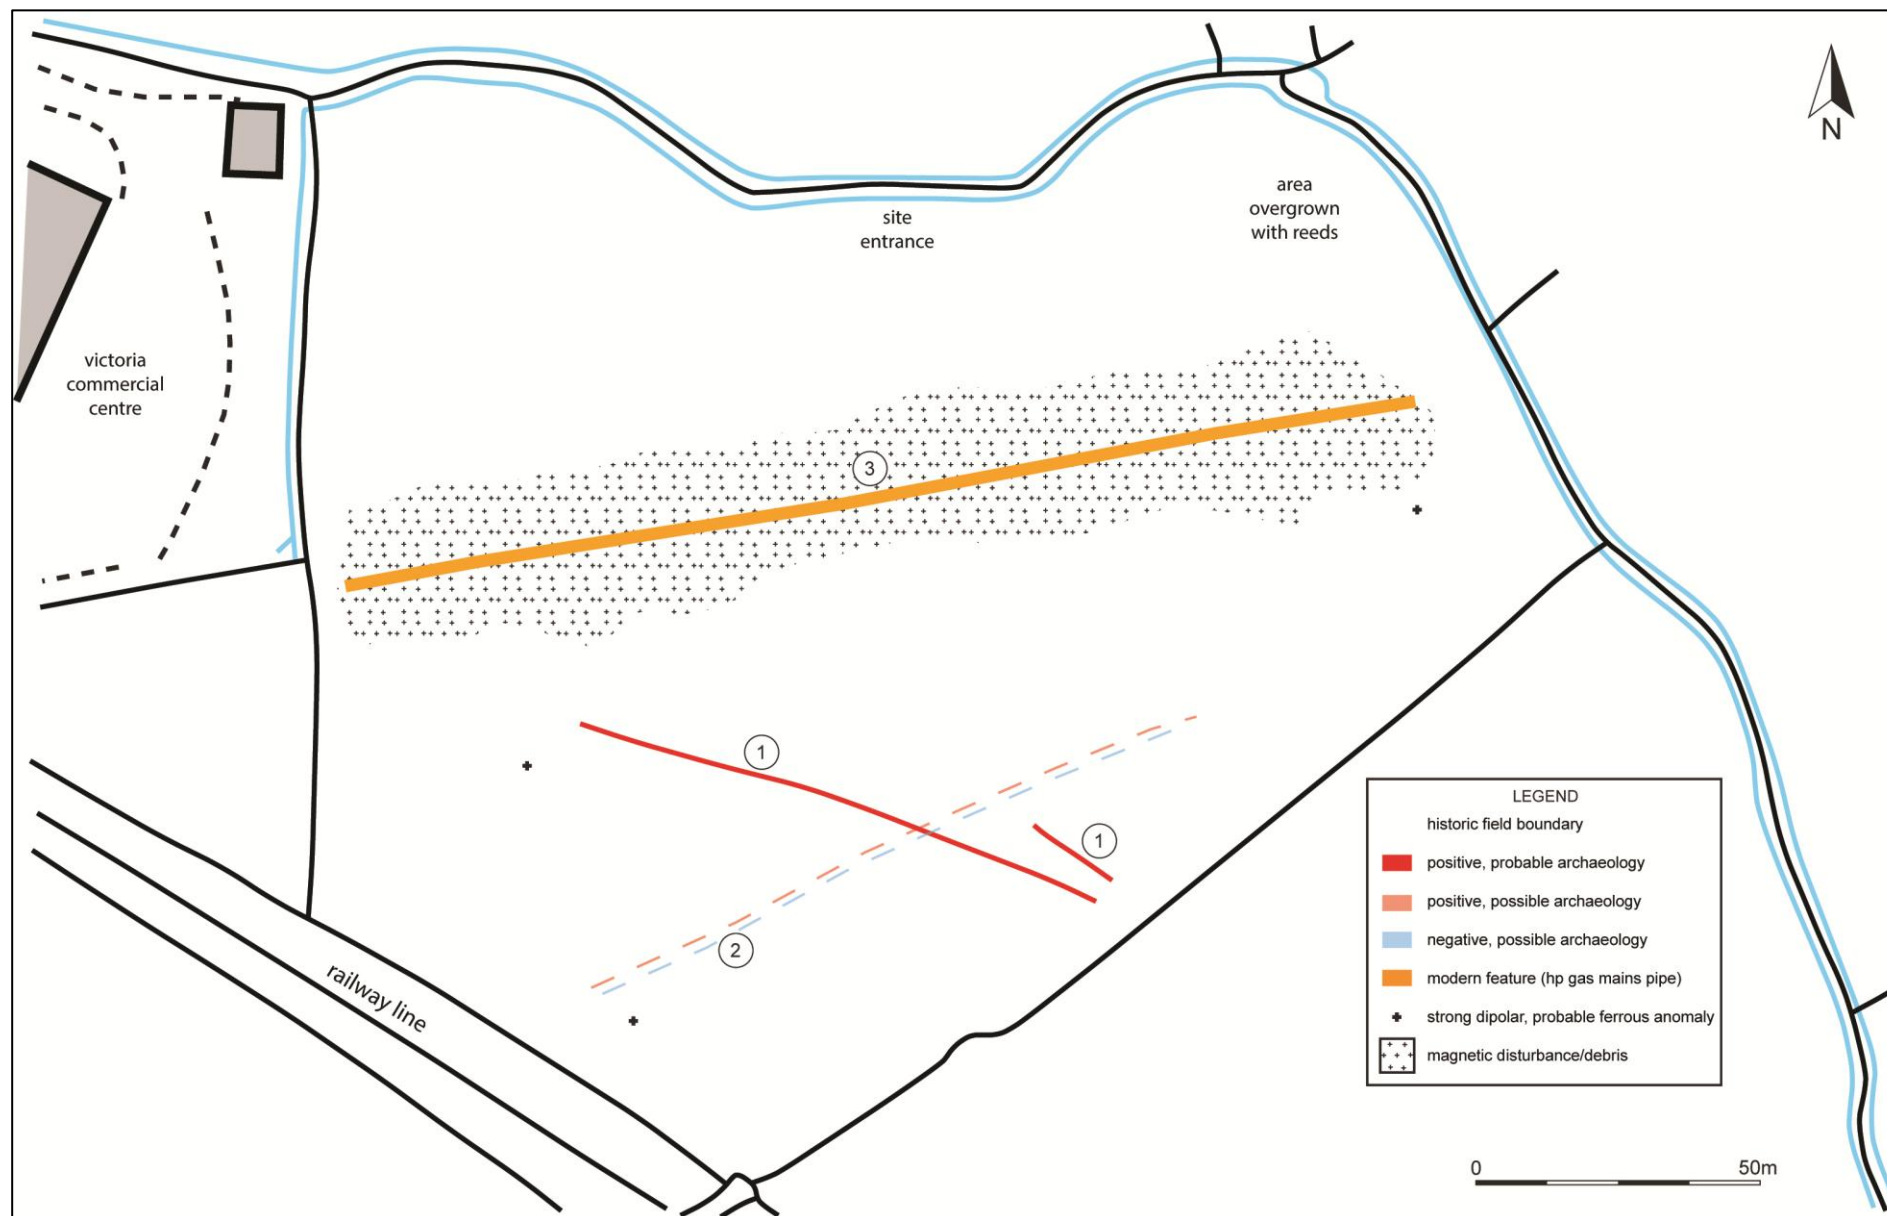 N
site
entrance
area
overgrown
with reeds
victoria
commercial
centre
3
1
1
2
railway line
LEGEND
historic field boundary
positive, probable archaeology
positive, possible archaeology
negative, possible archaeology
modern feature (hp gas mains pipe)
strong dipolar, probable ferrous anomaly
magnetic disturbance/debris
0 50m